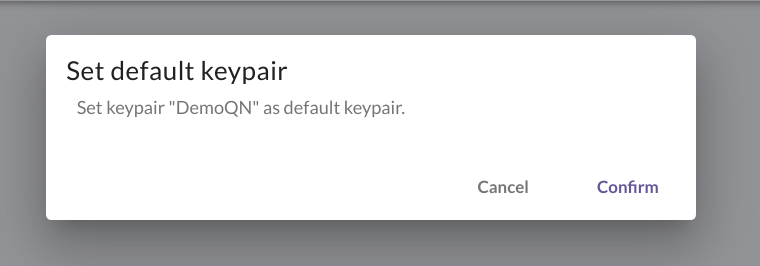 Set default keypair
Set keypair "DemoQN" as default keypair.
Cancel Confirm